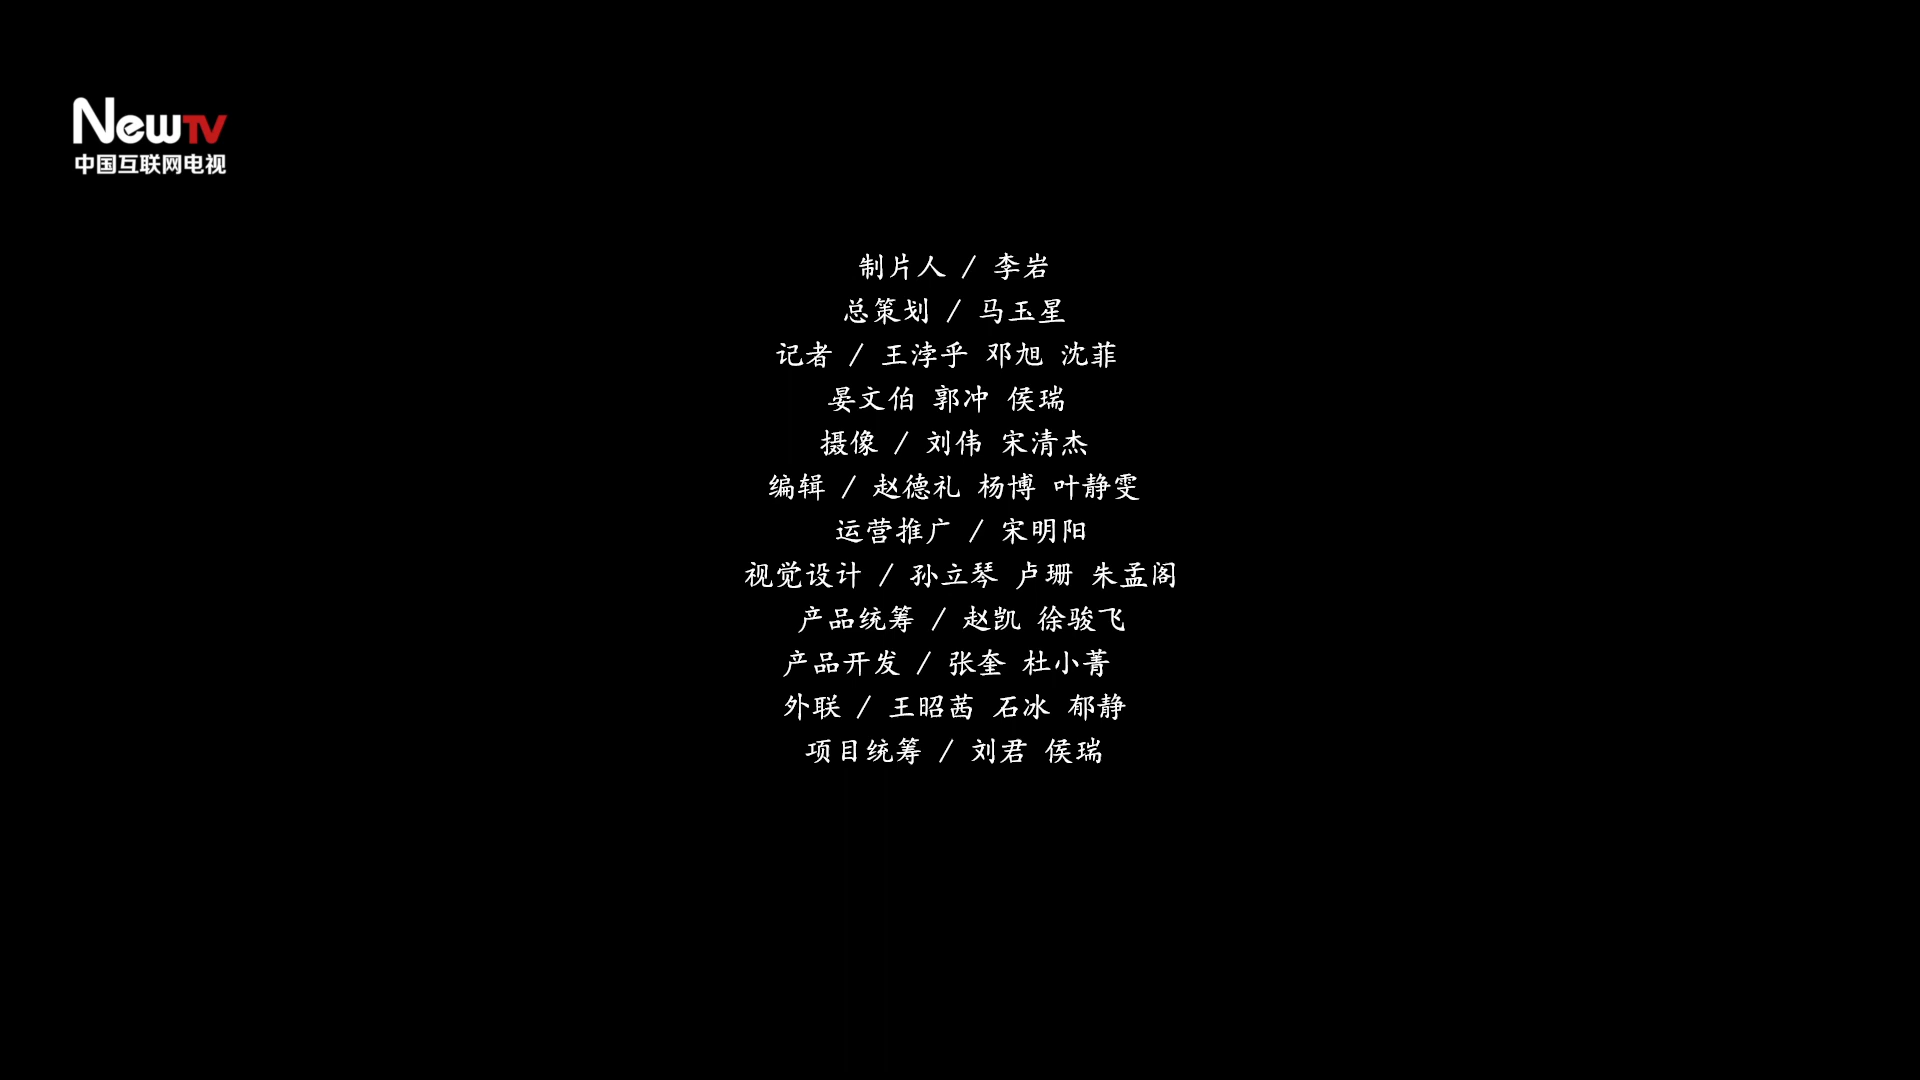 NewTV
中国互联网电视
制片人 / 李岩
总策划 / 马玉星
记者 / 王浡乎 邓旭 沈菲
晏文伯 郭冲 侯瑞
摄像 / 刘伟 宋清杰
编辑 / 赵德礼 杨博 叶静雯
运营推广 / 宋明阳
视觉设计 / 孙立琴 卢珊 朱孟阁
产品统筹 / 赵凯 徐骏飞
产品开发 / 张奎 杜小菁
外联 / 王昭茜 石冰 郁静
项目统筹 / 刘君 侯瑞